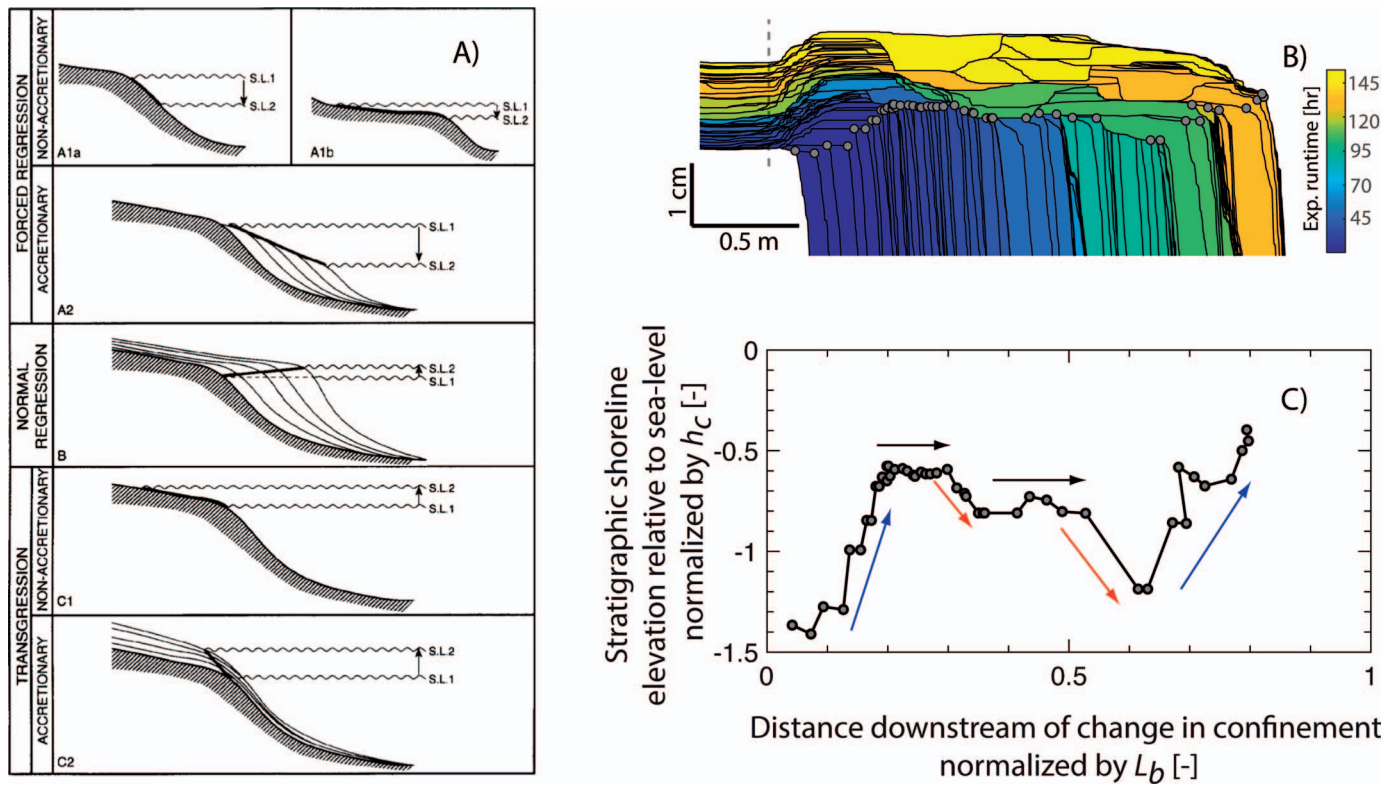 A)
FORCED REGRESSION
NON-ACCRETIONARY
S.L.1
S.L.2
A1a
S.L.1
S.L.2
A1b
ACCRETIONARY
S.L.1
S.L.2
A2
NORMAL
REGRESSION
S.L.2
S.L.1
B
TRANSGRESSION
NON-ACCRETIONARY
S.L.2
S.L.1
C1
ACCRETIONARY
S.L.2
S.L.1
C2
B)
1 cm
0.5 m
Exp. runtime [hr]
145
120
95
70
45
C)
Stratigraphic shoreline
elevation relative to sea-level
normalized by hc [-]
0
-0.5
-1
-1.5
0
0.5
1
Distance downstream of change in confinement
normalized by Lb [-]